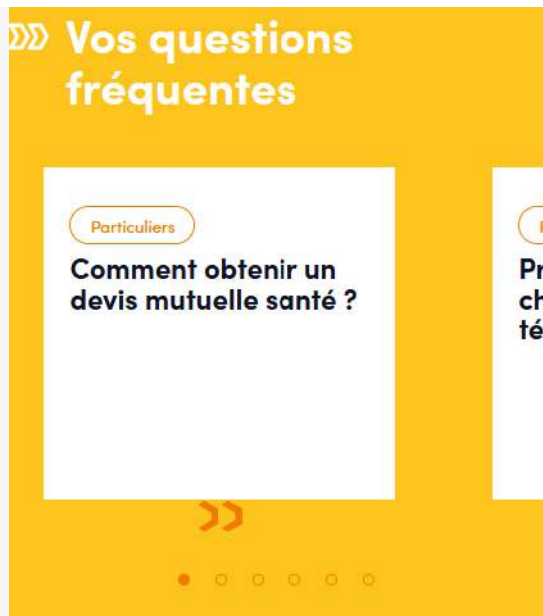 Vos questions
fréquentes
Particuliers
Comment obtenir un
devis mutuelle santé ?